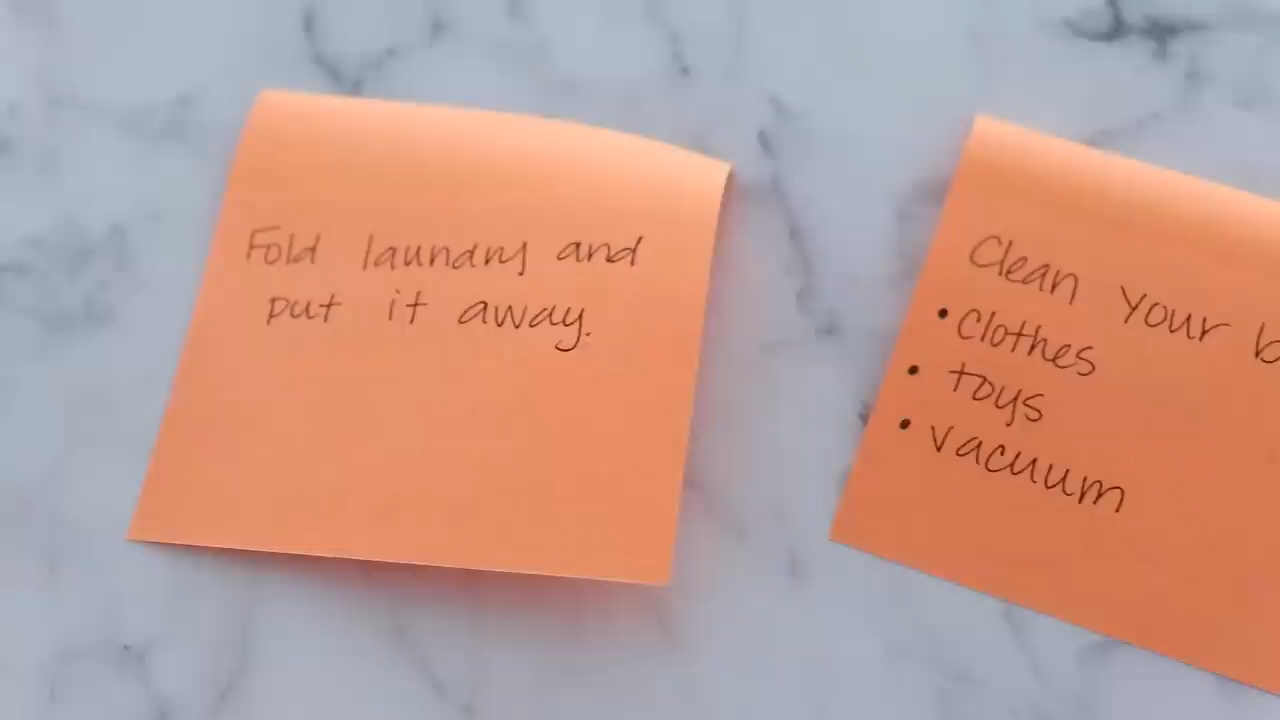 Fold laundry and
put it away.
Clean your b
• Clothes
• toys
• vacuum